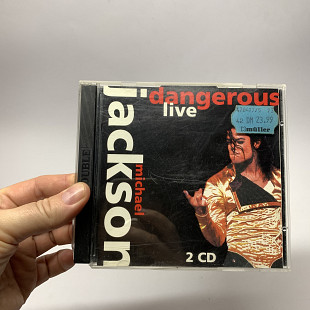 dangerous
live
michael
jackson
2 CD
DM 23,99
müller